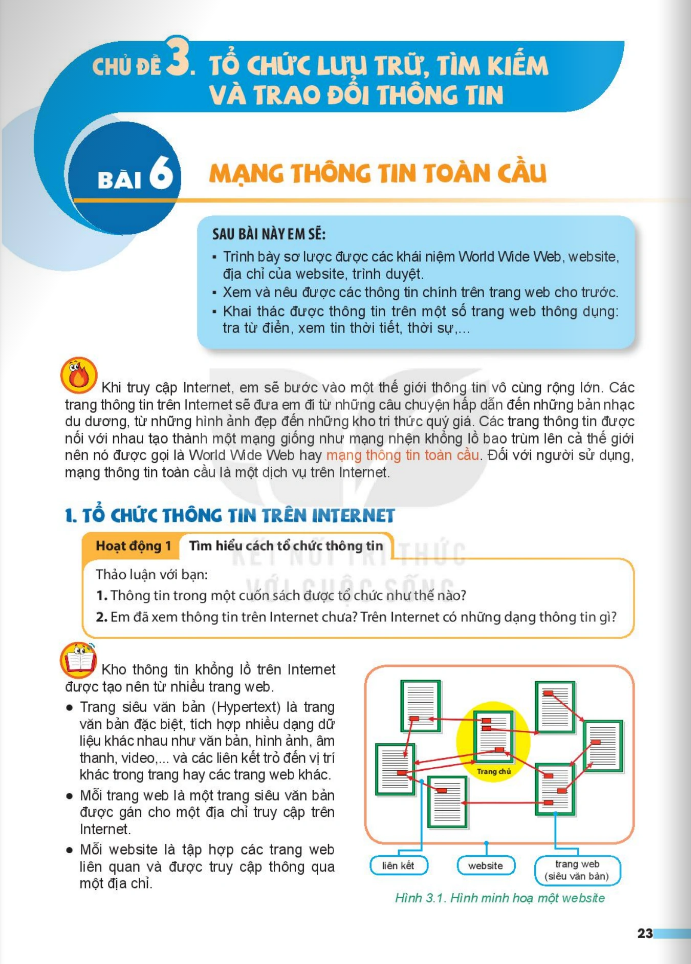 CHỦ ĐỀ 3. TỔ CHỨC LƯU TRỮ, TÌM KIẾM
VÀ TRAO ĐỔI THÔNG TIN
BÀI 6
MẠNG THÔNG TIN TOÀN CẦU
SAU BÀI NÀY EM SẼ:
▪ Trình bày sơ lược được các khái niệm World Wide Web, website,
địa chỉ của website, trình duyệt.
▪ Xem và nêu được các thông tin chính trên trang web cho trước.
▪ Khai thác được thông tin trên một số trang web thông dụng:
tra từ điển, xem tin thời tiết, thời sự,...
Khi truy cập Internet, em sẽ bước vào một thế giới thông tin vô cùng rộng lớn. Các
trang thông tin trên Internet sẽ đưa em đi từ những câu chuyện hấp dẫn đến những bản nhạc
du dương, từ những hình ảnh đẹp đến những kho tri thức quý giá. Các trang thông tin được
nối với nhau tạo thành một mạng giống như mạng nhện khổng lồ bao trùm lên cả thế giới
nên nó được gọi là World Wide Web hay mạng thông tin toàn cầu. Đối với người sử dụng,
mạng thông tin toàn cầu là một dịch vụ trên Internet.
1. TỔ CHỨC THÔNG TIN TRÊN INTERNET
Hoạt động 1 Tìm hiểu cách tổ chức thông tin
KẾT NỐI TRI THỨC
VỚI CUỘC SỐNG
Thảo luận với bạn:
1. Thông tin trong một cuốn sách được tổ chức như thế nào?
2. Em đã xem thông tin trên Internet chưa? Trên Internet có những dạng thông tin gì?
Kho thông tin khổng lồ trên Internet
được tạo nên từ nhiều trang web.
● Trang siêu văn bản (Hypertext) là trang
văn bản đặc biệt, tích hợp nhiều dạng dữ
liệu khác nhau như văn bản, hình ảnh, âm
thanh, video,... và các liên kết trỏ đến vị trí
khác trong trang hay các trang web khác.
● Mỗi trang web là một trang siêu văn bản
được gán cho một địa chỉ truy cập trên
Internet.
● Mỗi website là tập hợp các trang web
liên quan và được truy cập thông qua
một địa chỉ.
Trang chủ
liên kết
website
trang web
(siêu văn bản)
Hình 3.1. Hình minh hoạ một website
23